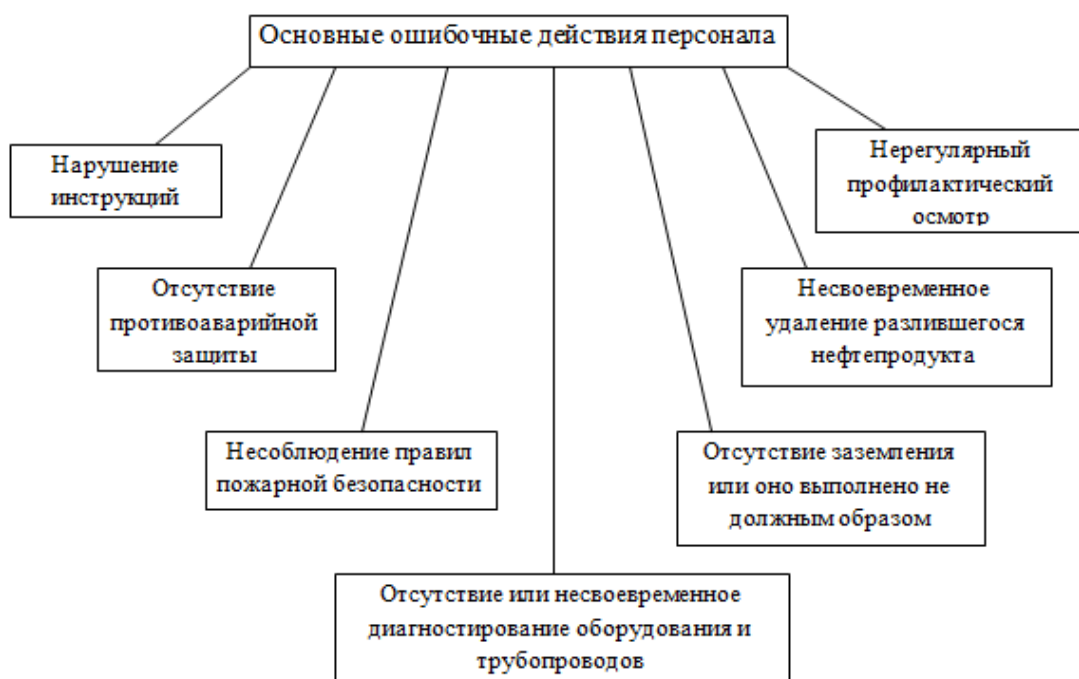 Основные ошибочные действия персонала
Нарушение
инструкций
Нерегулярный
профилактический
осмотр
Отсутствие
противоаварийной
защиты
Несвоевременное
удаление разлившегося
нефтепродукта
Несоблюдение правил
пожарной безопасности
Отсутствие заземления
или оно выполнено не
должным образом
Отсутствие или несвоевременное
диагностирование оборудования и
трубопроводов